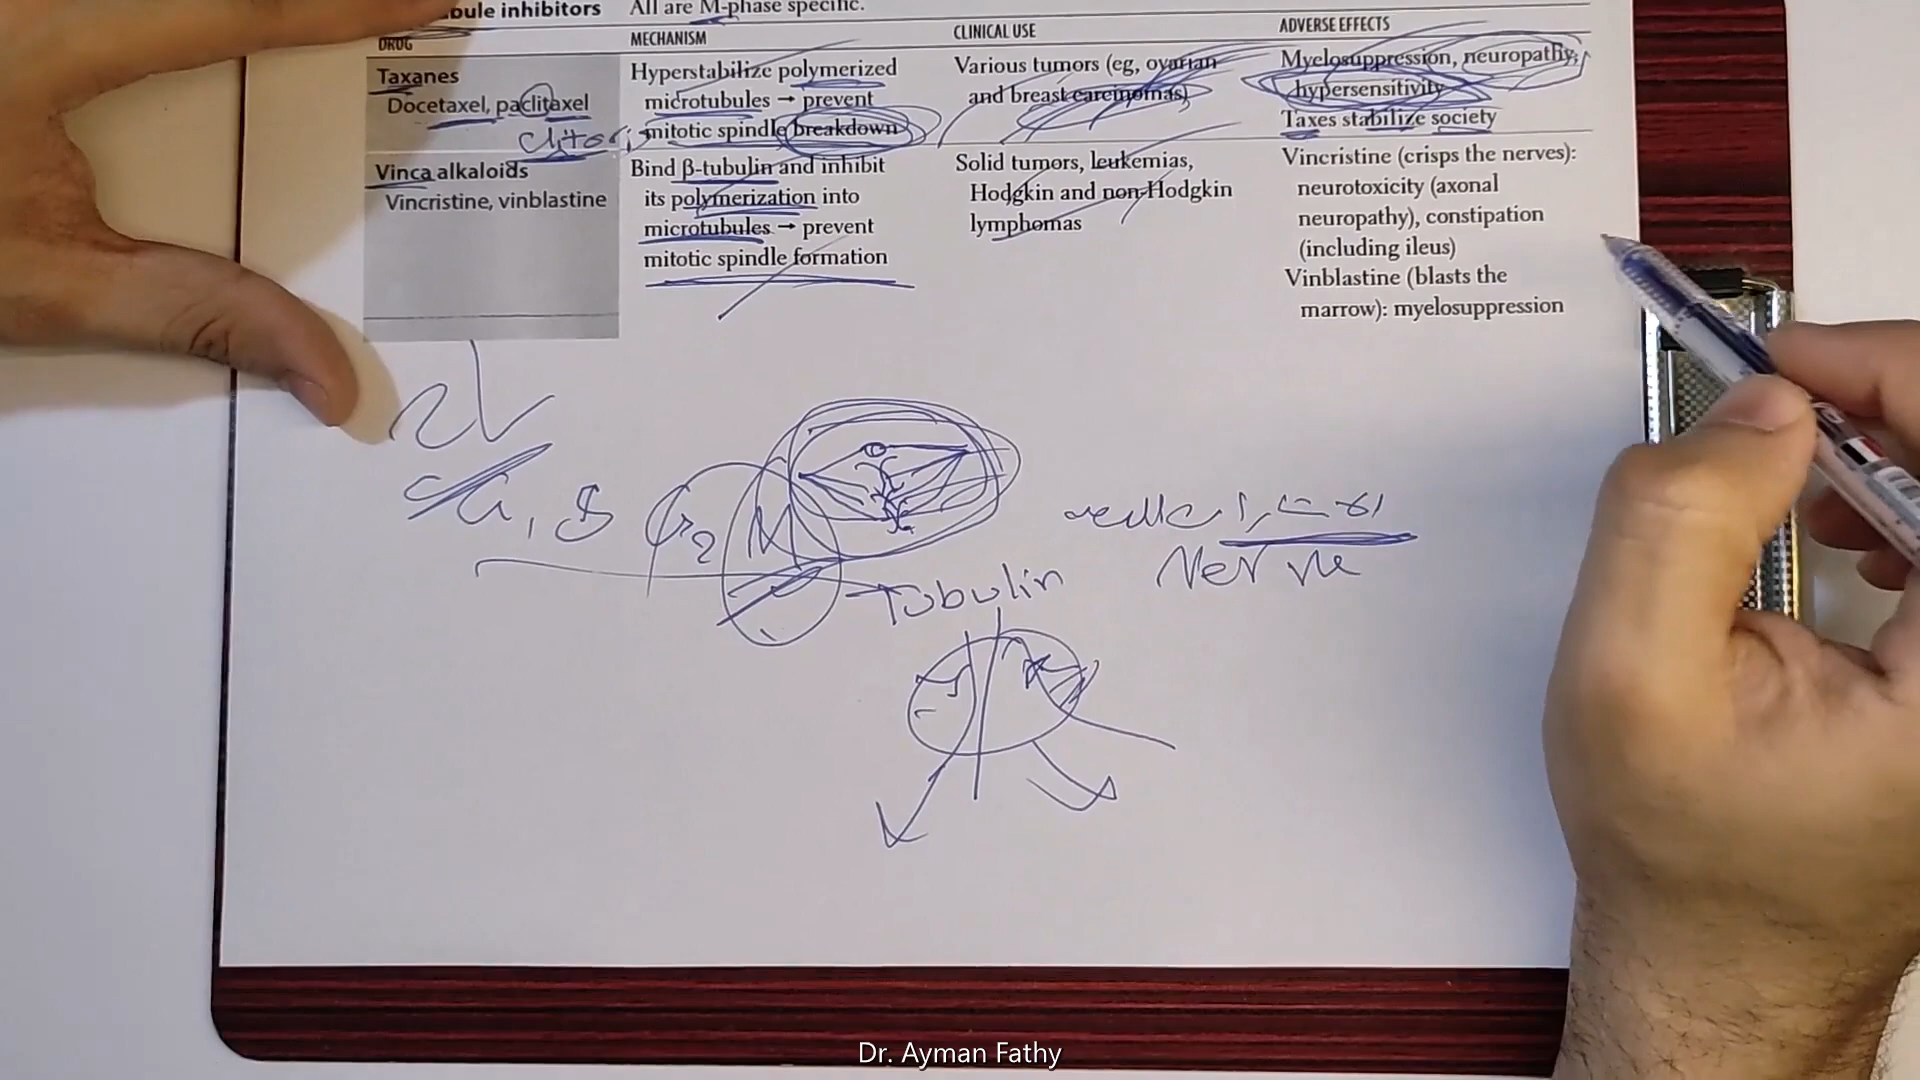 bule inhibitors All are M-phase specific.
DRUG MECHANISM CLINICAL USE ADVERSE EFFECTS
Taxanes
Docetaxel, paclitaxel
Hyperstabilize polymerized
microtubules → prevent
mitotic spindle breakdown
Various tumors (eg, ovarian
and breast carcinomas)
Myelosuppression, neuropathy,
hypersensitivity
Taxes stabilize society
Clitoris
Vinca alkaloids
Vincristine, vinblastine
Bind β-tubulin and inhibit
its polymerization into
microtubules → prevent
mitotic spindle formation
Solid tumors, leukemias,
Hodgkin and non-Hodgkin
lymphomas
Vincristine (crisps the nerves):
neurotoxicity (axonal
neuropathy), constipation
(including ileus)
Vinblastine (blasts the
marrow): myelosuppression
G1 S G2 M
Tubulin
Nerve
Dr. Ayman Fathy